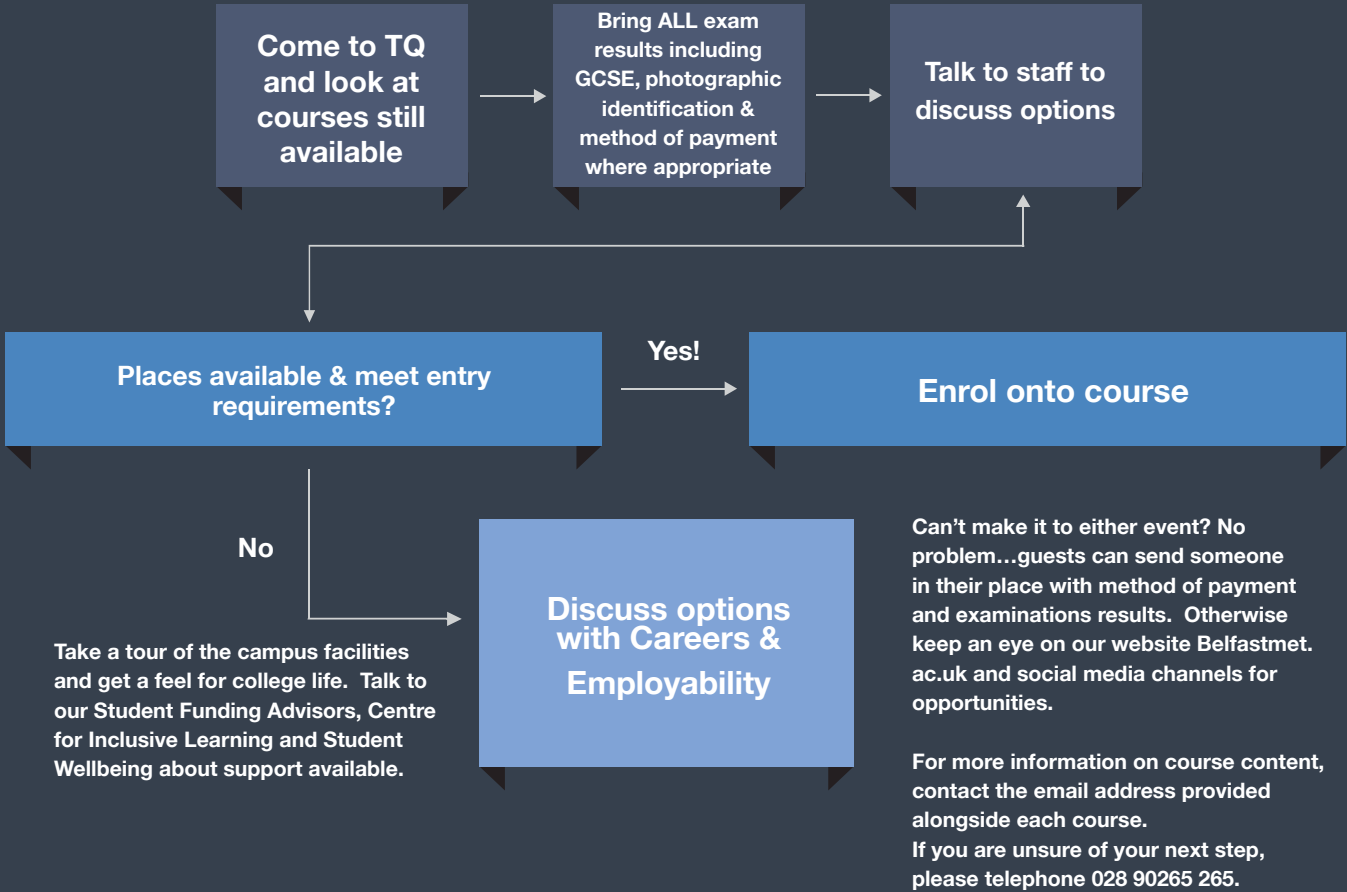 Come to TQ
and look at
courses still
available
Bring ALL exam
results including
GCSE, photographic
identification &
method of payment
where appropriate
Talk to staff to
discuss options
Places available & meet entry
requirements?
Yes!
Enrol onto course
No
Discuss options
with Careers &
Employability
Take a tour of the campus facilities
and get a feel for college life.  Talk to
our Student Funding Advisors, Centre
for Inclusive Learning and Student
Wellbeing about support available.
Can’t make it to either event? No
problem…guests can send someone
in their place with method of payment
and examinations results.  Otherwise
keep an eye on our website Belfastmet.
ac.uk and social media channels for
opportunities.
For more information on course content,
contact the email address provided
alongside each course.
If you are unsure of your next step,
please telephone 028 90265 265.